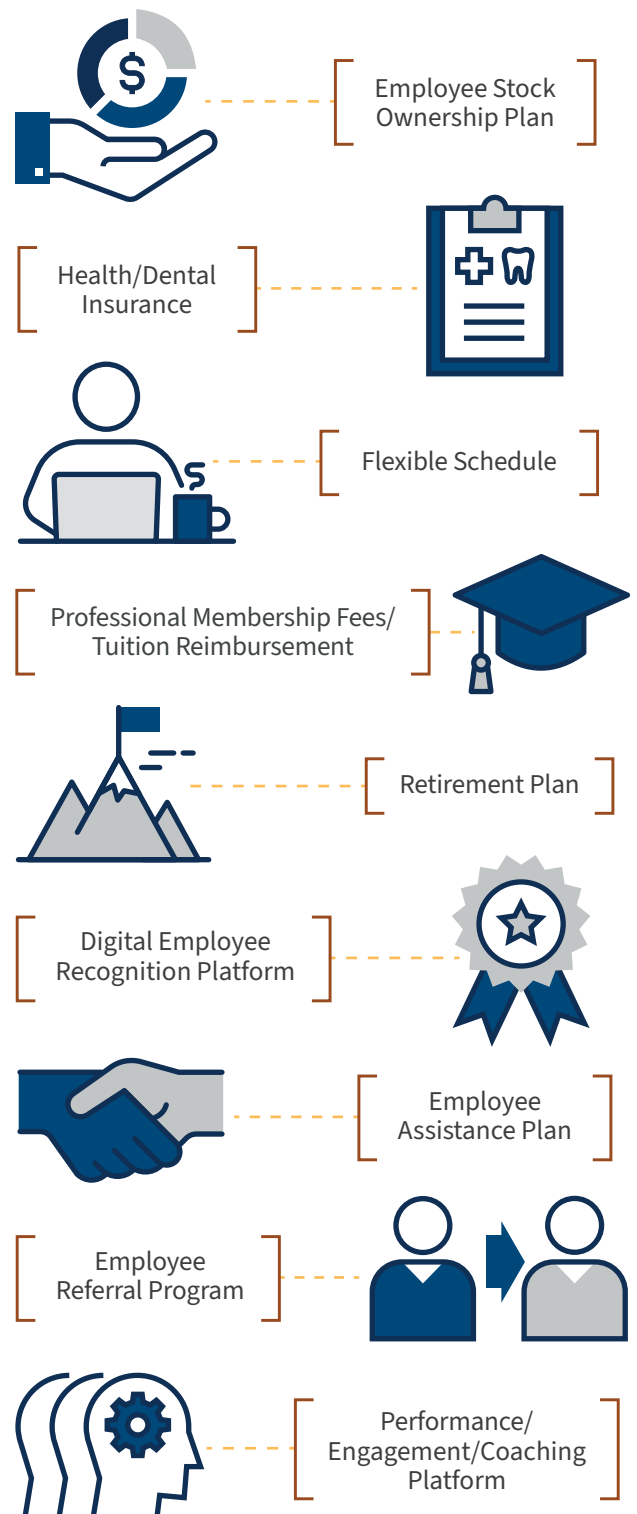 $
Employee Stock
Ownership Plan
Health/Dental
Insurance
Flexible Schedule
Professional Membership Fees/
Tuition Reimbursement
Retirement Plan
Digital Employee
Recognition Platform
Employee
Assistance Plan
Employee
Referral Program
Performance/
Engagement/Coaching
Platform